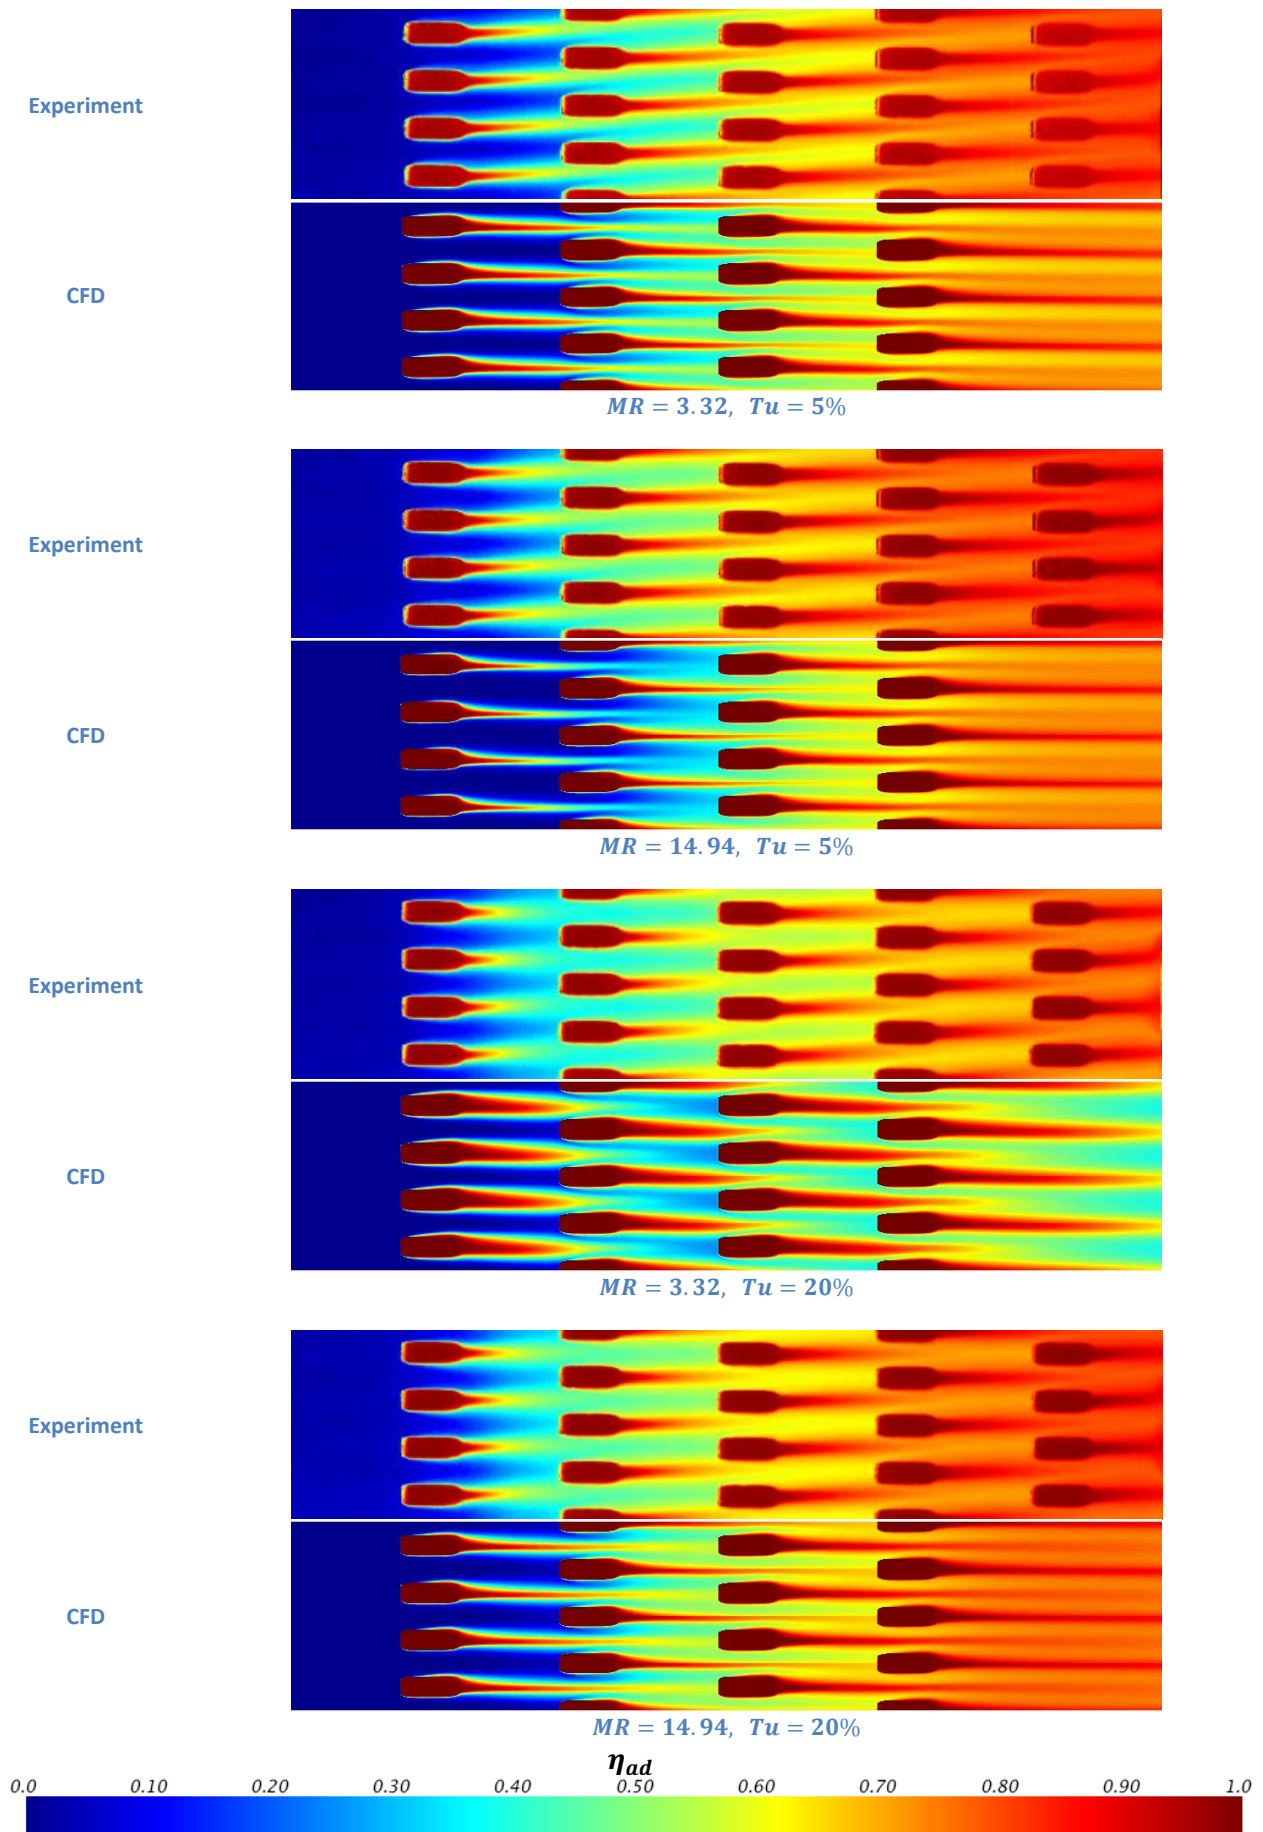 Experiment
CFD
MR = 3.32, Tu = 5%
Experiment
CFD
MR = 14.94, Tu = 5%
Experiment
CFD
MR = 3.32, Tu = 20%
Experiment
CFD
MR = 14.94, Tu = 20%
η_ad
0.0 0.10 0.20 0.30 0.40 0.50 0.60 0.70 0.80 0.90 1.0